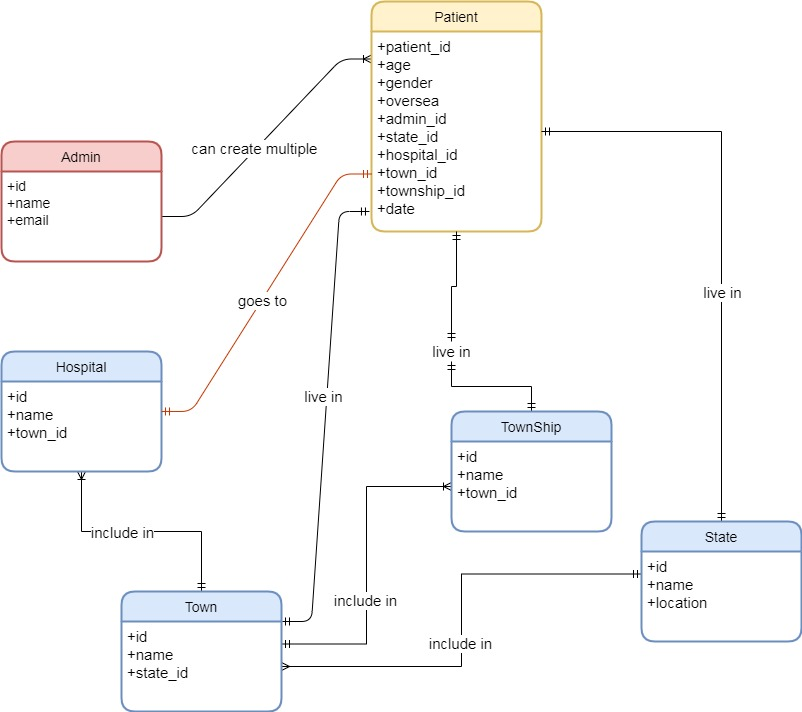 Patient
+patient_id
+age
+gender
+oversea
+admin_id
+state_id
+hospital_id
+town_id
+township_id
+date
Admin
+id
+name
+email
can create multiple
goes to
live in
live in
live in
Hospital
+id
+name
+town_id
TownShip
+id
+name
+town_id
State
+id
+name
+location
include in
include in
include in
Town
+id
+name
+state_id